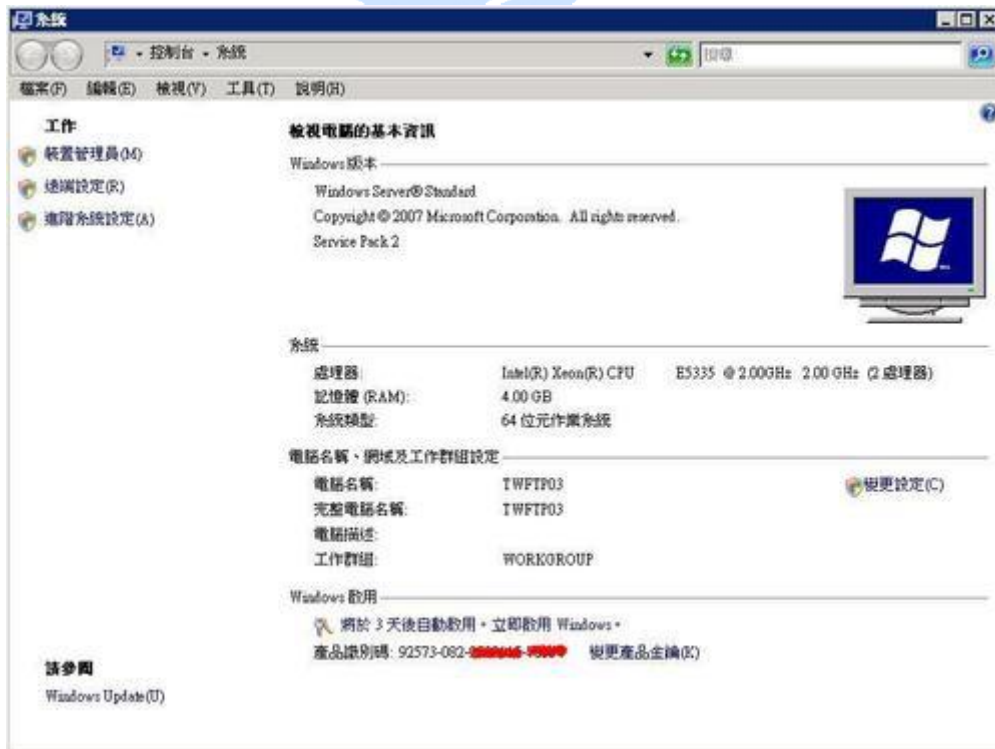 系統
控制台 系統
搜尋
檔案(F) 編輯(E) 檢視(V) 工具(T) 說明(H)
工作
裝置管理員(M)
遠端設定(R)
進階系統設定(A)
請參閱
Windows Update(U)
檢視電腦的基本資訊
Windows 版本
Windows Server® Standard
Copyright © 2007 Microsoft Corporation. All rights reserved.
Service Pack 2
系統
處理器: Intel(R) Xeon(R) CPU E5335 @ 2.00GHz 2.00 GHz (2 處理器)
記憶體 (RAM): 4.00 GB
系統類型: 64 位元作業系統
電腦名稱、網域及工作群組設定
電腦名稱: TWFTP03
變更設定(C)
完整電腦名稱: TWFTP03
電腦描述:
工作群組: WORKGROUP
Windows 啟用
將於 3 天後自動啟用。立即啟用 Windows。
產品識別碼: 92573-082- 變更產品金鑰(K)